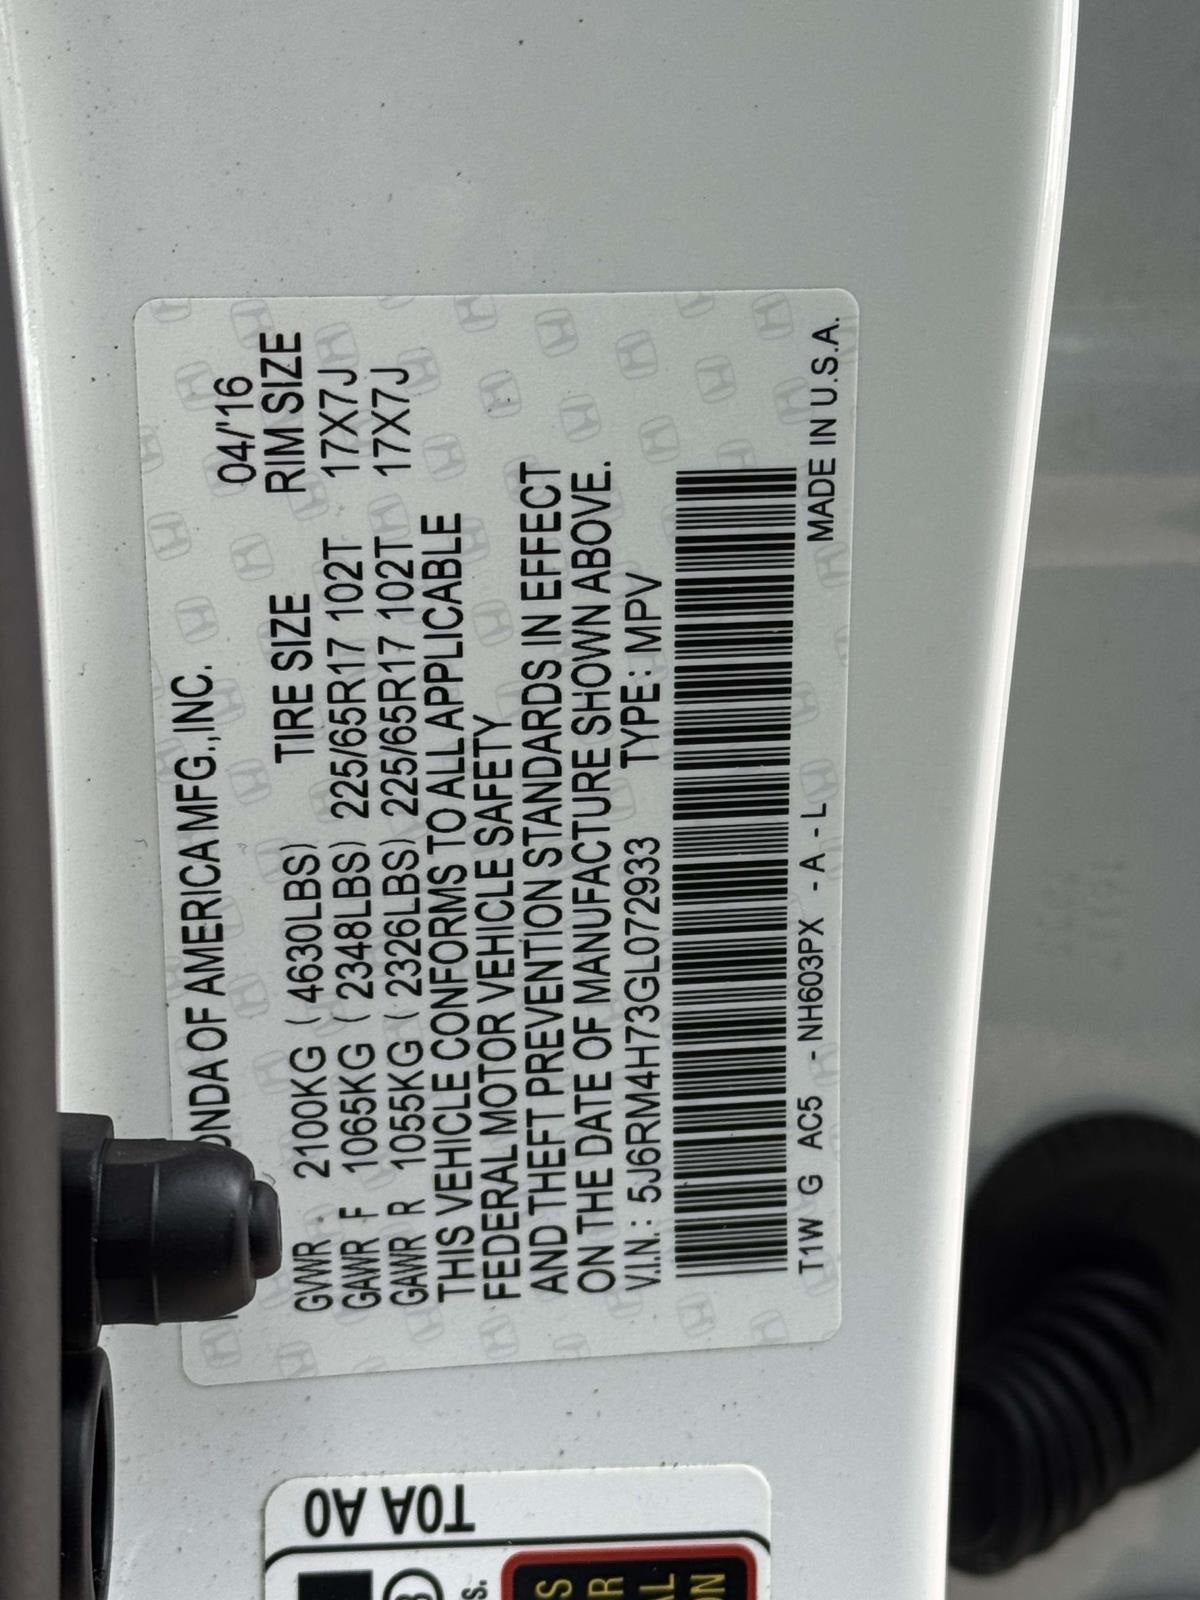 ONDA OF AMERICA MFG.,INC.
04/'16
GVWR 2100KG ( 4630LBS) TIRE SIZE RIM SIZE
GAWR F 1065KG ( 2348LBS) 225/65R17 102T 17X7J
GAWR R 1055KG ( 2326LBS) 225/65R17 102T 17X7J
THIS VEHICLE CONFORMS TO ALL APPLICABLE
FEDERAL MOTOR VEHICLE SAFETY
AND THEFT PREVENTION STANDARDS IN EFFECT
ON THE DATE OF MANUFACTURE SHOWN ABOVE.
V.I.N.: 5J6RM4H73GL072933 TYPE: MPV
T1W G AC5 - NH603PX - A - L MADE IN U.S.A.
T0A A0